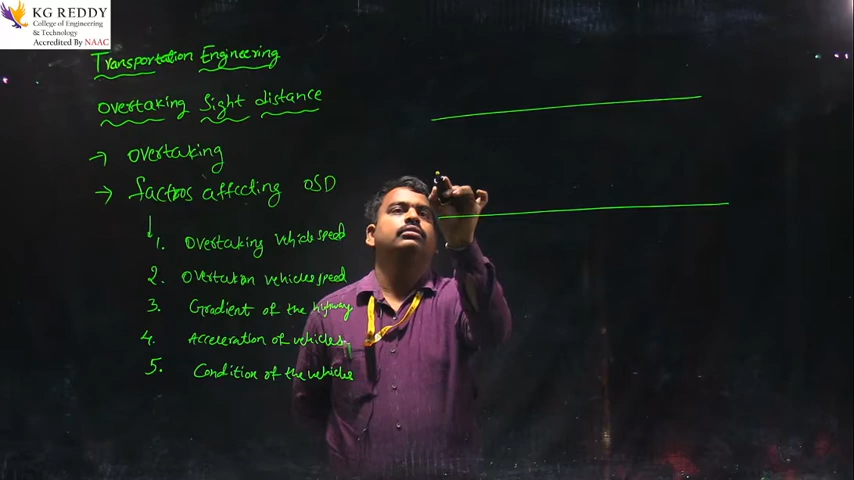 KG REDDY
College of Engineering
& Technology
Accredited By NAAC
Transportation Engineering
Overtaking Sight distance
→ Overtaking
→ factros affecting OSD
1. Overtaking vehicle speed
2. Overtaken vehicle speed
3. Gradient of the highway
4. Acceleration of vehicles
5. Condition of the vehicles